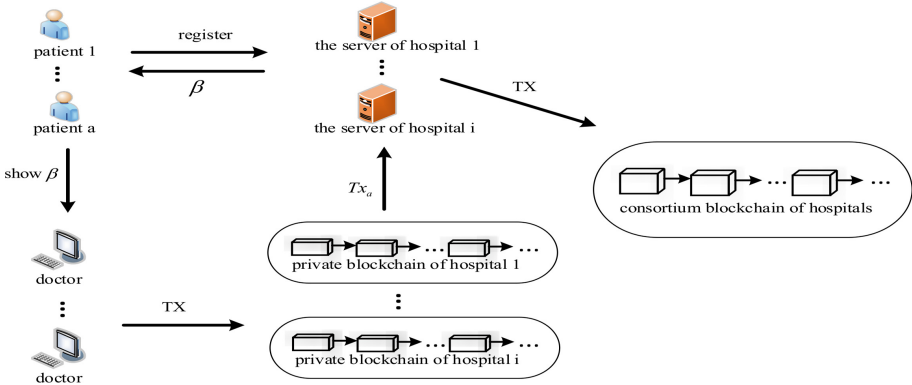 patient 1
register
the server of hospital 1
β
TX
patient a
the server of hospital i
show β
Txₐ
consortium blockchain of hospitals
doctor
private blockchain of hospital 1
TX
doctor
private blockchain of hospital i